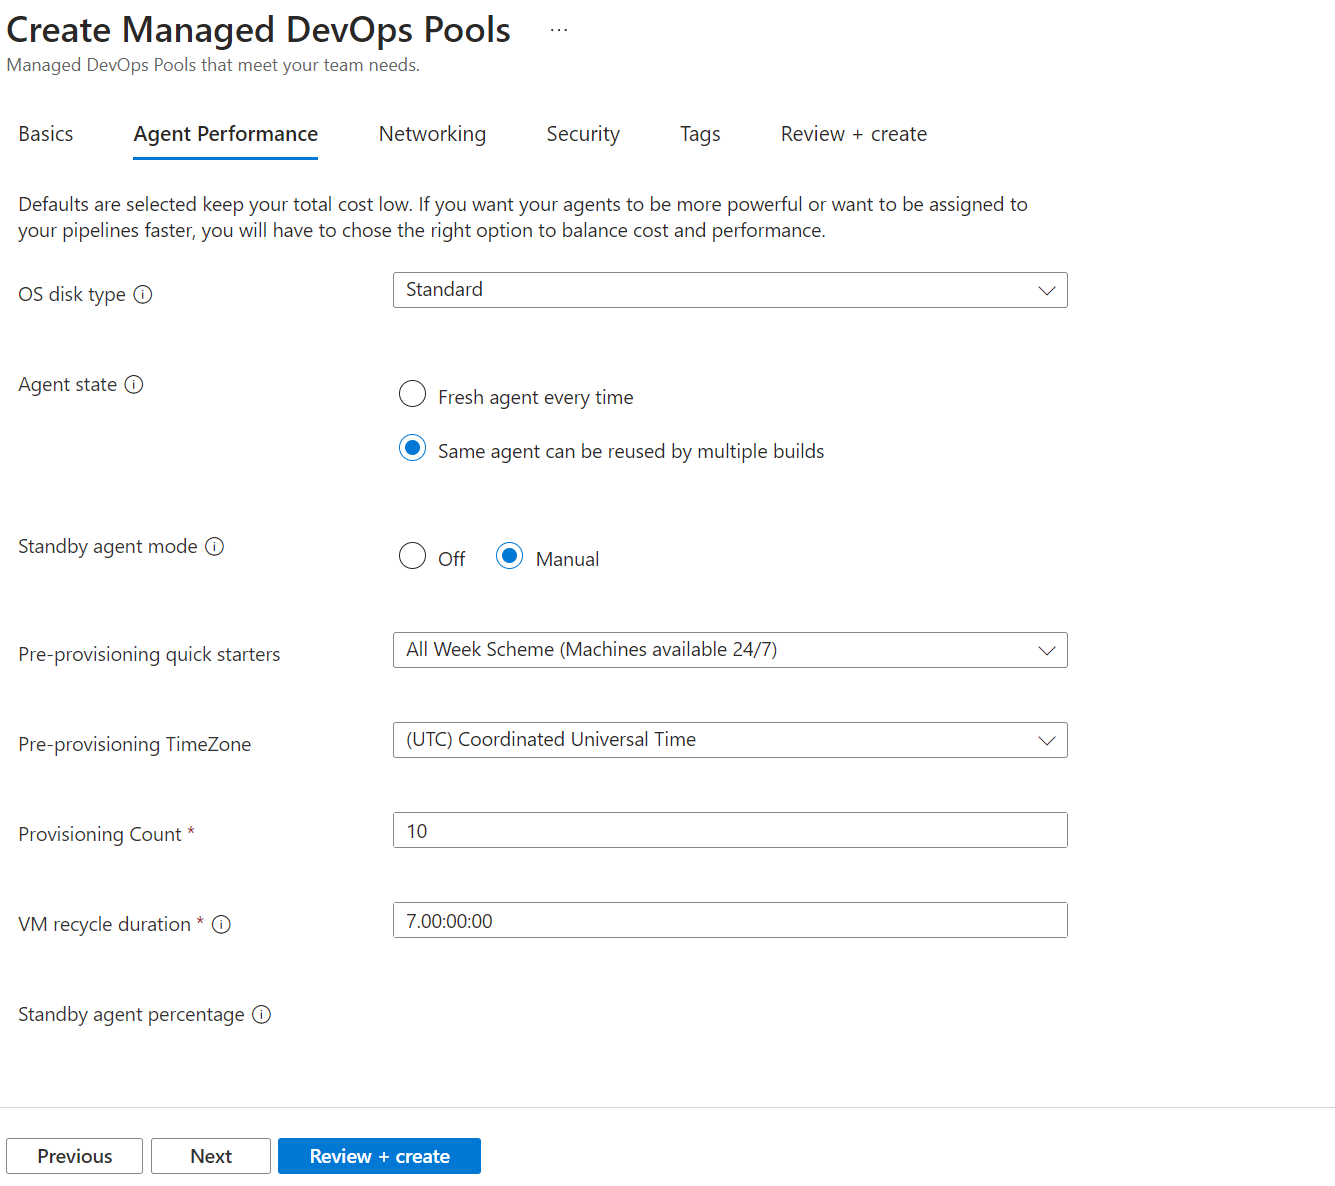 Create Managed DevOps Pools ...
Managed DevOps Pools that meet your team needs.
Basics Agent Performance Networking Security Tags Review + create
Defaults are selected keep your total cost low. If you want your agents to be more powerful or want to be assigned to
your pipelines faster, you will have to chose the right option to balance cost and performance.
OS disk type Standard
Agent state
Fresh agent every time
Same agent can be reused by multiple builds
Standby agent mode Off Manual
Pre-provisioning quick starters All Week Scheme (Machines available 24/7)
Pre-provisioning TimeZone (UTC) Coordinated Universal Time
Provisioning Count * 10
VM recycle duration * 7.00:00:00
Standby agent percentage
Previous Next Review + create